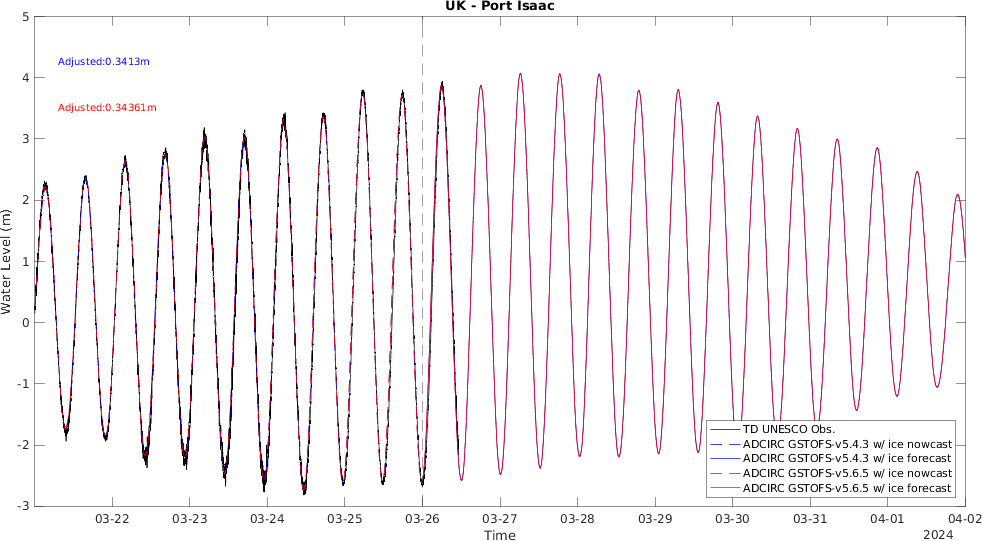 UK - Port Isaac
5
4
3
2
1
0
-1
-2
-3
Water Level (m)
Adjusted:0.3413m
Adjusted:0.34361m
TD UNESCO Obs.
ADCIRC GSTOFS-v5.4.3 w/ ice nowcast
ADCIRC GSTOFS-v5.4.3 w/ ice forecast
ADCIRC GSTOFS-v5.6.5 w/ ice nowcast
ADCIRC GSTOFS-v5.6.5 w/ ice forecast
03-22 03-23 03-24 03-25 03-26 03-27 03-28 03-29 03-30 03-31 04-01 04-02
Time
2024